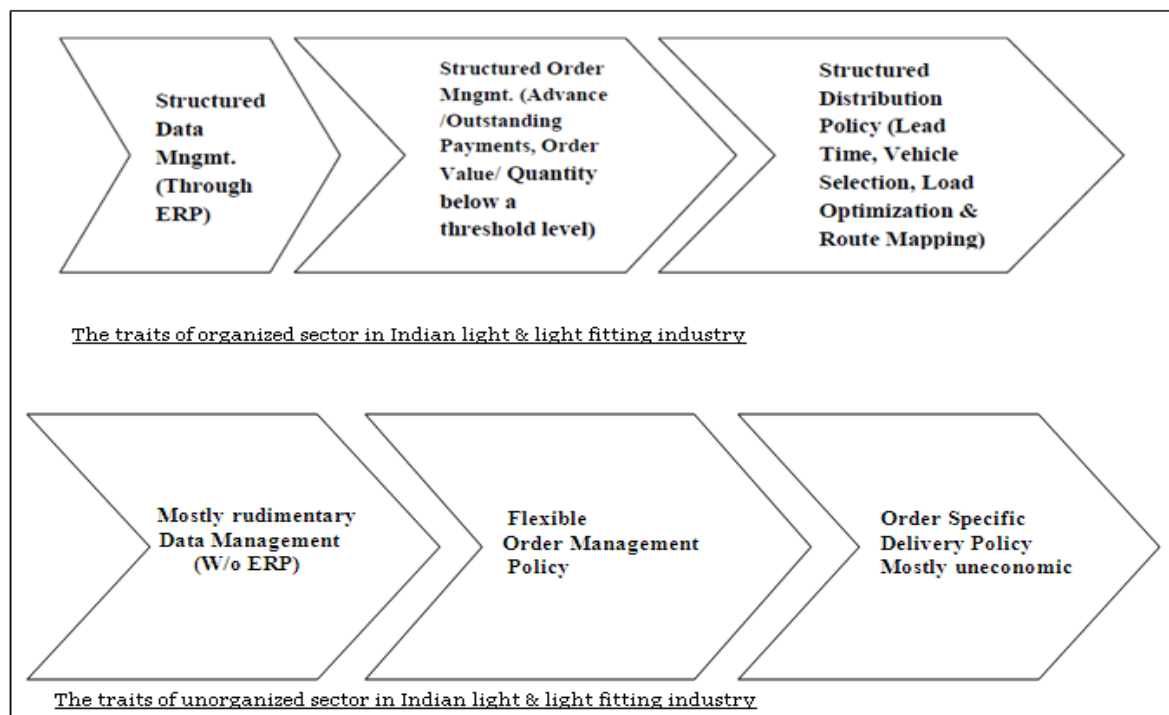 Structured
Data
Mngmt.
(Through
ERP)
Structured Order
Mngmt. (Advance
/Outstanding
Payments, Order
Value/ Quantity
below a
threshold level)
Structured
Distribution
Policy (Lead
Time, Vehicle
Selection, Load
Optimization &
Route Mapping)
The traits of organized sector in Indian light & light fitting industry
Mostly rudimentary
Data Management
(W/o ERP)
Flexible
Order Management
Policy
Order Specific
Delivery Policy
Mostly uneconomic
The traits of unorganized sector in Indian light & light fitting industry